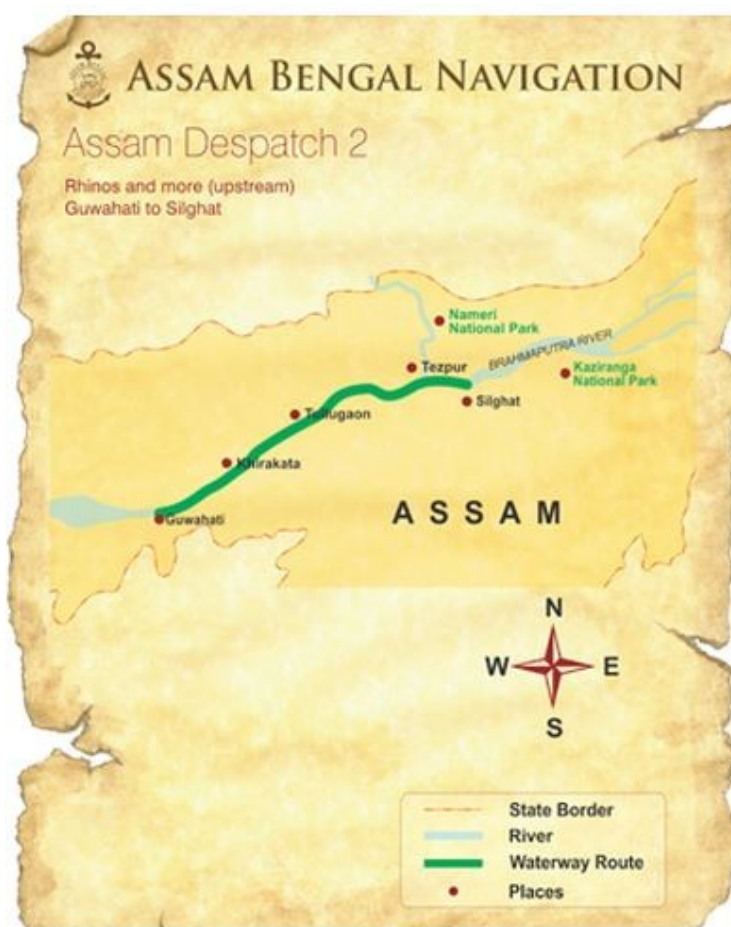 ASSAM BENGAL NAVIGATION
Assam Despatch 2
Rhinos and more (upstream)
Guwahati to Silghat
Nameri
National Park
BRAHMAPUTRA RIVER
Tezpur
Kaziranga
National Park
Silghat
Khirakata
Guwahati
ASSAM
N
W E
S
State Border
River
Waterway Route
Places